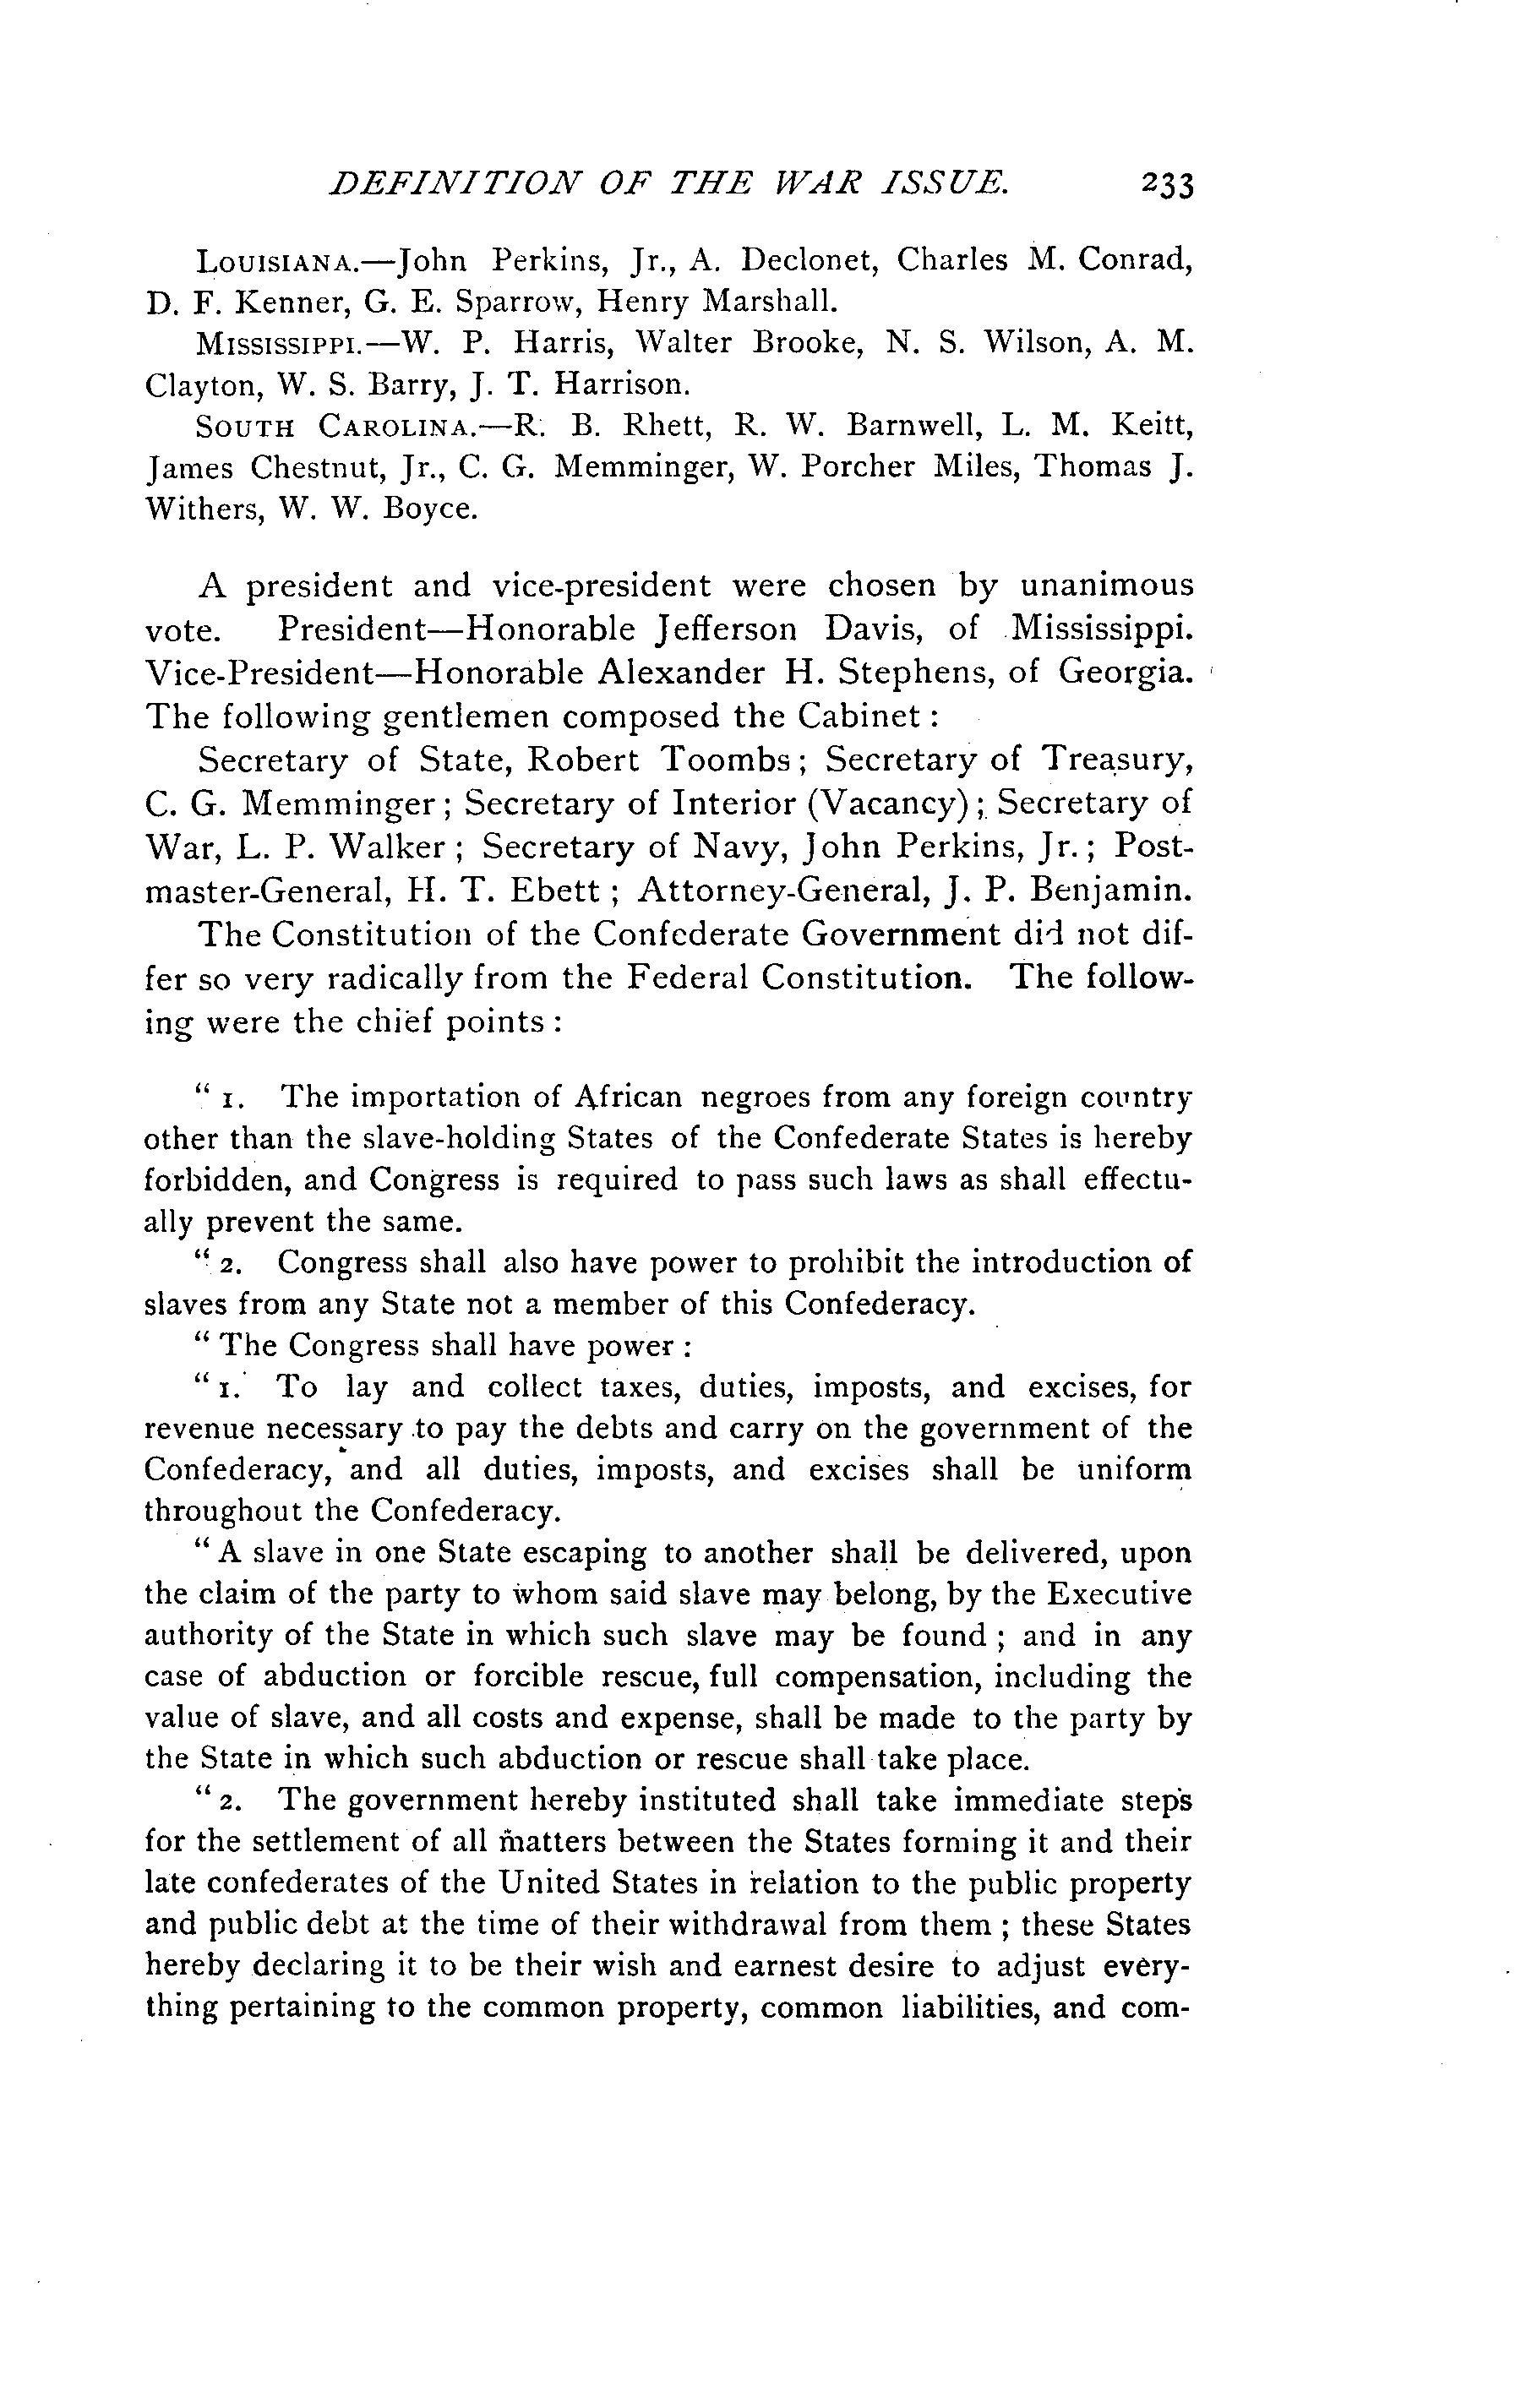 DEFINITION OF THE WAR ISSUE. 233
LOUISIANA.—John Perkins, Jr., A. Declonet, Charles M. Conrad,
D. F. Kenner, G. E. Sparrow, Henry Marshall.
MISSISSIPPI.—W. P. Harris, Walter Brooke, N. S. Wilson, A. M.
Clayton, W. S. Barry, J. T. Harrison.
SOUTH CAROLINA.—R. B. Rhett, R. W. Barnwell, L. M. Keitt,
James Chestnut, Jr., C. G. Memminger, W. Porcher Miles, Thomas J.
Withers, W. W. Boyce.
A president and vice-president were chosen by unanimous
vote. President—Honorable Jefferson Davis, of Mississippi.
Vice-President—Honorable Alexander H. Stephens, of Georgia.
The following gentlemen composed the Cabinet :
Secretary of State, Robert Toombs ; Secretary of Treasury,
C. G. Memminger ; Secretary of Interior (Vacancy) ; Secretary of
War, L. P. Walker ; Secretary of Navy, John Perkins, Jr. ; Post-
master-General, H. T. Ebett ; Attorney-General, J. P. Benjamin.
The Constitution of the Confederate Government did not dif-
fer so very radically from the Federal Constitution. The follow-
ing were the chief points :
" 1. The importation of African negroes from any foreign country
other than the slave-holding States of the Confederate States is hereby
forbidden, and Congress is required to pass such laws as shall effectu-
ally prevent the same.
" 2. Congress shall also have power to prohibit the introduction of
slaves from any State not a member of this Confederacy.
" The Congress shall have power :
" 1. To lay and collect taxes, duties, imposts, and excises, for
revenue necessary to pay the debts and carry on the government of the
Confederacy, and all duties, imposts, and excises shall be uniform
throughout the Confederacy.
" A slave in one State escaping to another shall be delivered, upon
the claim of the party to whom said slave may belong, by the Executive
authority of the State in which such slave may be found ; and in any
case of abduction or forcible rescue, full compensation, including the
value of slave, and all costs and expense, shall be made to the party by
the State in which such abduction or rescue shall take place.
" 2. The government hereby instituted shall take immediate steps
for the settlement of all matters between the States forming it and their
late confederates of the United States in relation to the public property
and public debt at the time of their withdrawal from them ; these States
hereby declaring it to be their wish and earnest desire to adjust every-
thing pertaining to the common property, common liabilities, and com-